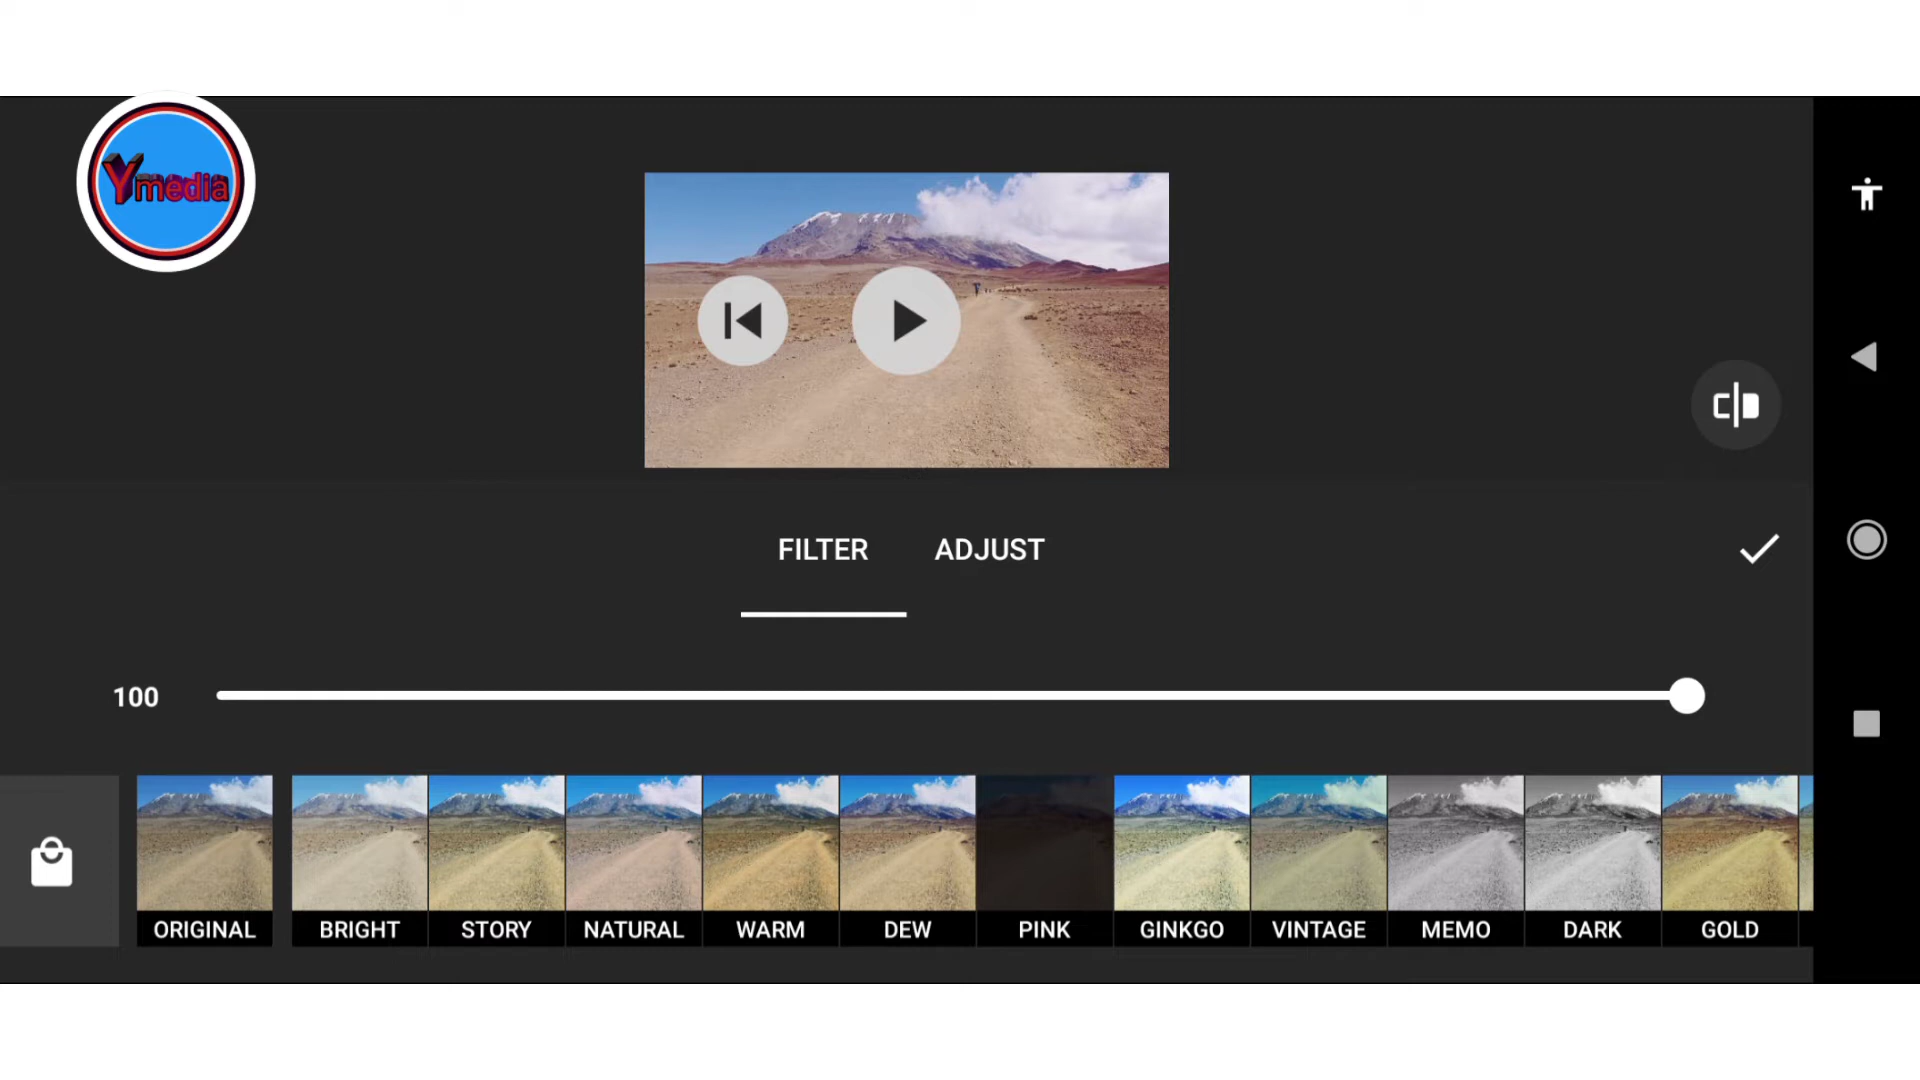 Ymedia
FILTER ADJUST
100
ORIGINAL BRIGHT STORY NATURAL WARM DEW PINK GINKGO VINTAGE MEMO DARK GOLD